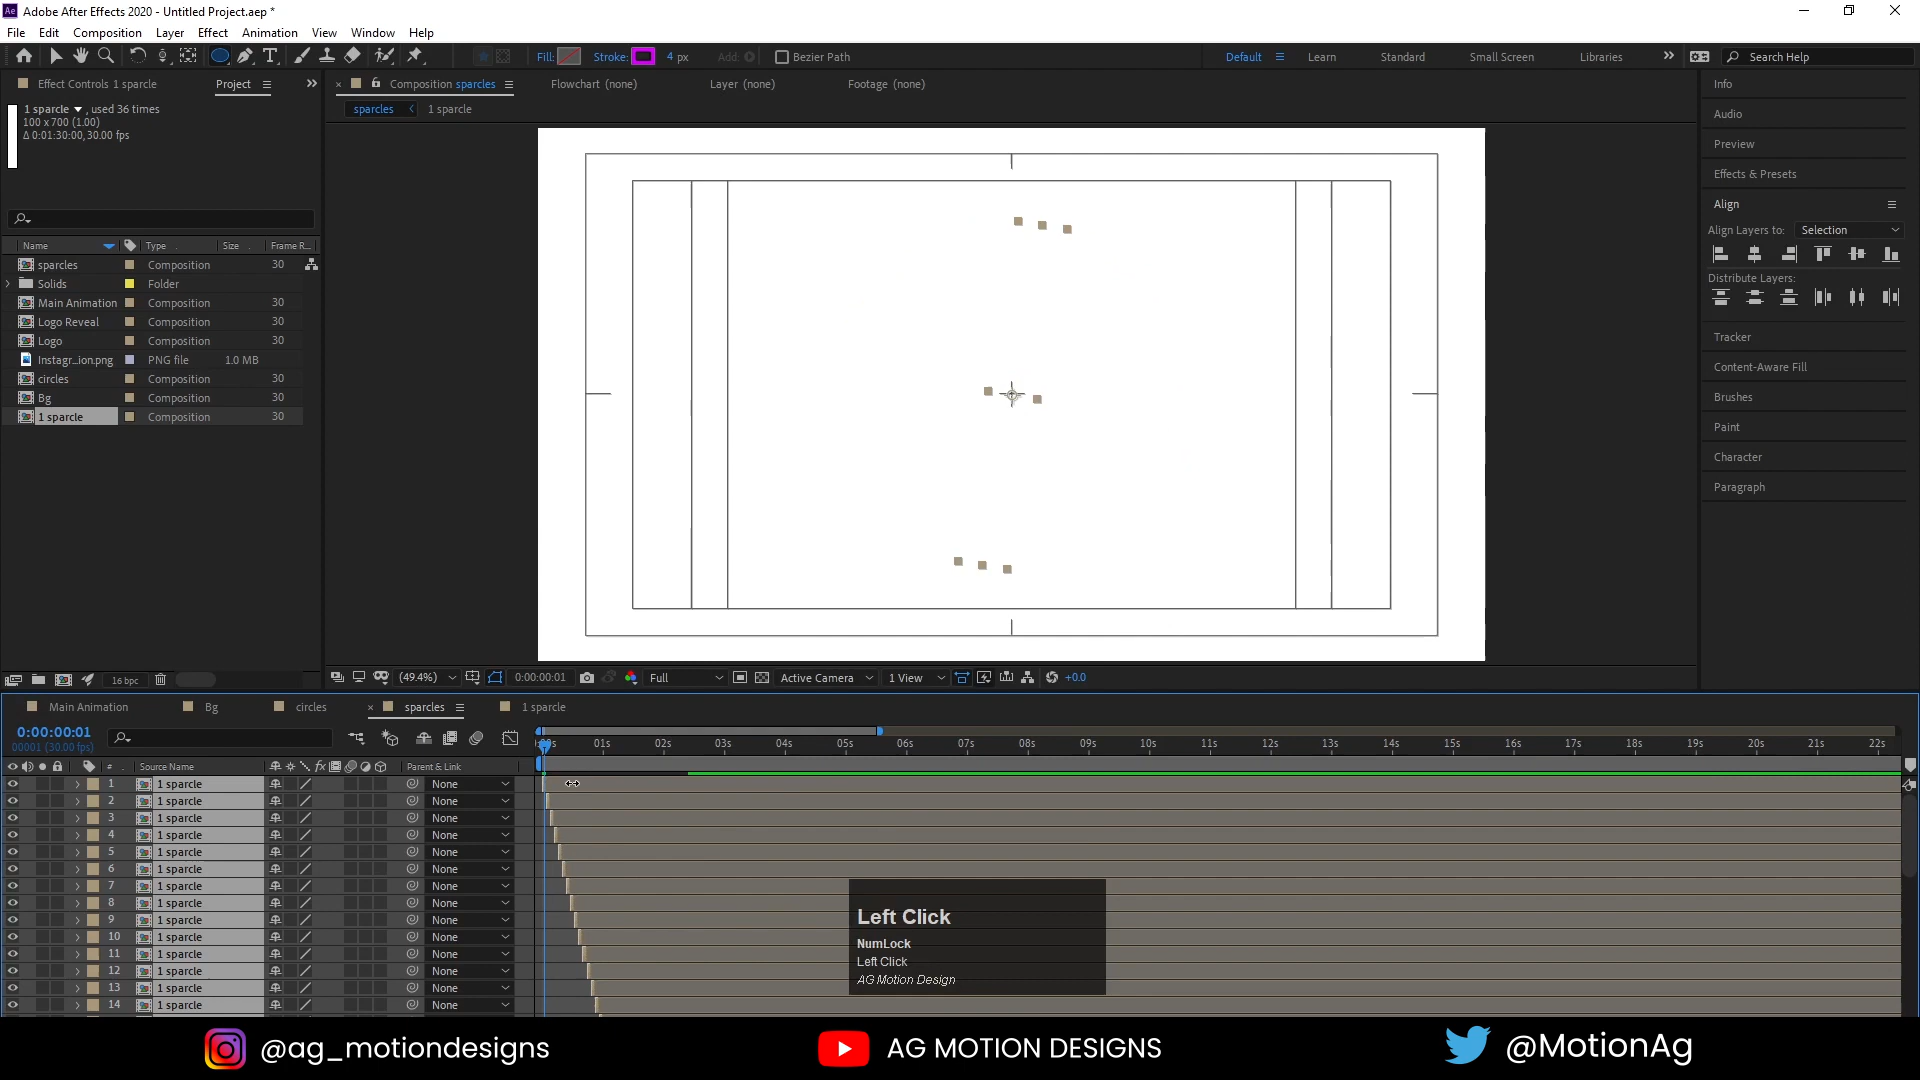 Ae Adobe After Effects 2020 - Untitled Project.aep *
File Edit Composition Layer Effect Animation View Window Help
Fill: Stroke: 4 px Add: Bezier Path
Default Learn Standard Small Screen Libraries Search Help
Effect Controls 1 sparcle Project
1 sparcle , used 36 times
100 x 700 (1.00)
Δ 0:01:30:00, 30.00 fps
Name Type Size Frame R...
sparcles Composition 30
Solids Folder
Main Animation Composition 30
Logo Reveal Composition 30
Logo Composition 30
Instagr...ion.png PNG file 1.0 MB
circles Composition 30
Bg Composition 30
1 sparcle Composition 30
16 bpc
Composition sparcles Flowchart (none) Layer (none) Footage (none)
sparcles 1 sparcle
(49.4%) 0:00:00:01 Full Active Camera 1 View +0.0
Info
Audio
Preview
Effects & Presets
Align
Align Layers to: Selection
Distribute Layers:
Tracker
Content-Aware Fill
Brushes
Paint
Character
Paragraph
Main Animation Bg circles sparcles 1 sparcle
0:00:00:01
00001 (30.00 fps)
01s 02s 03s 04s 05s 06s 07s 08s 09s 10s 11s 12s 13s 14s 15s 16s 17s 18s 19s 20s 21s 22s
# Source Name fx Parent & Link
1 1 sparcle None
2 1 sparcle None
3 1 sparcle None
4 1 sparcle None
5 1 sparcle None
6 1 sparcle None
7 1 sparcle None
8 1 sparcle None
9 1 sparcle None
10 1 sparcle None
11 1 sparcle None
12 1 sparcle None
13 1 sparcle None
14 1 sparcle None
Left Click
NumLock
Left Click
AG Motion Design
@ag_motiondesigns
AG MOTION DESIGNS
@MotionAg